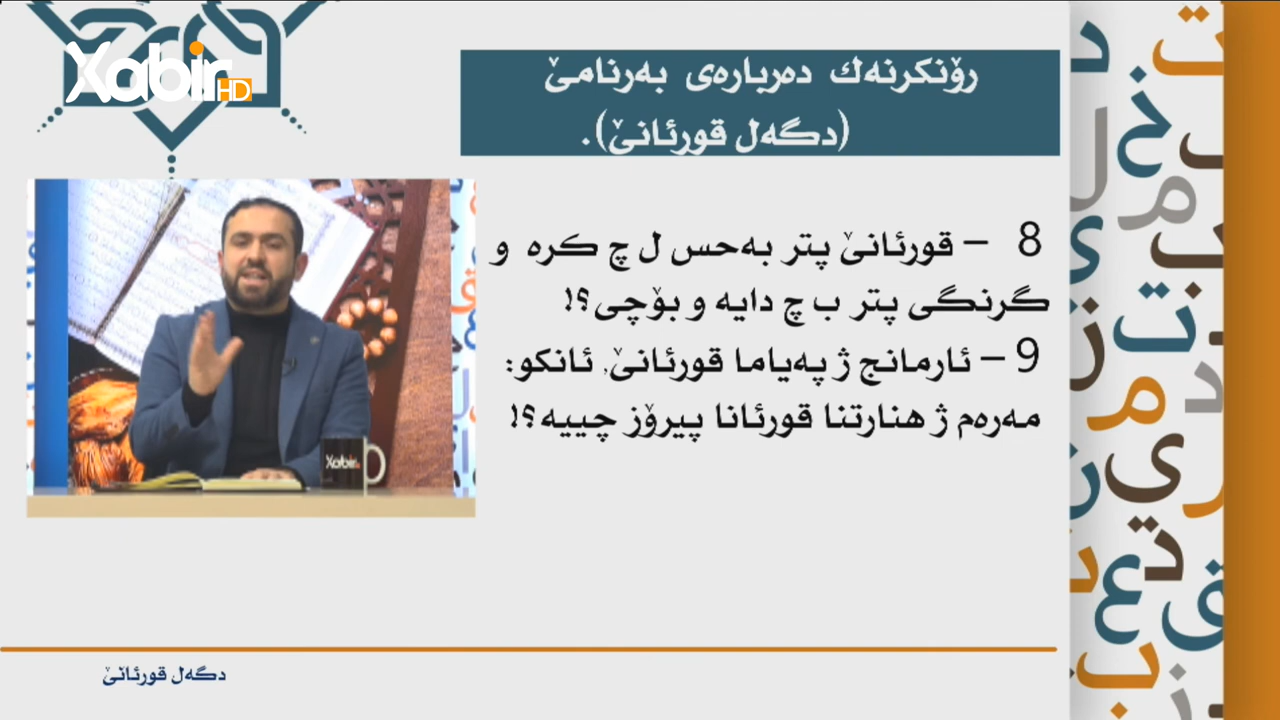 Xabir HD
رۆنکرنەك دەربارەی بەرنامێ
(دگەل قورئانێ).
8 – قورئانێ پتر بەحس ل چ کرە و
گرنگی پتر ب چ دایە و بۆچی؟!
9 – ئارمانج ژ پەیاما قورئانێ، ئانکو:
مەرەم ژ هنارتنا قورئانا پیرۆز چییە؟!
Xabir
دگەل قورئانێ